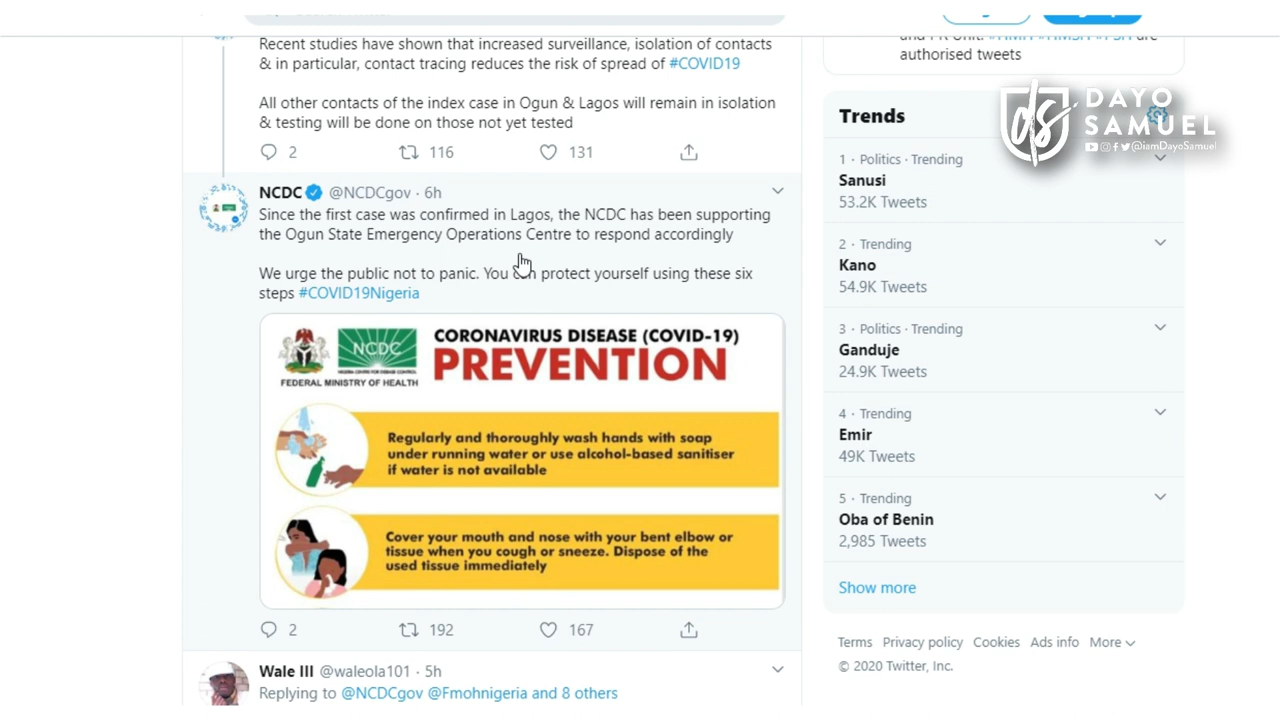 Recent studies have shown that increased surveillance, isolation of contacts
& in particular, contact tracing reduces the risk of spread of #COVID19
All other contacts of the index case in Ogun & Lagos will remain in isolation
& testing will be done on those not yet tested
2 116 131
NCDC @NCDCgov · 6h
Since the first case was confirmed in Lagos, the NCDC has been supporting
the Ogun State Emergency Operations Centre to respond accordingly
We urge the public not to panic. You can protect yourself using these six
steps #COVID19Nigeria
NCDC
FEDERAL MINISTRY OF HEALTH
CORONAVIRUS DISEASE (COVID-19)
PREVENTION
Regularly and thoroughly wash hands with soap
under running water or use alcohol-based sanitiser
if water is not available
Cover your mouth and nose with your bent elbow or
tissue when you cough or sneeze. Dispose of the
used tissue immediately
2 192 167
Wale III @waleola101 · 5h
Replying to @NCDCgov @Fmohnigeria and 8 others
authorised tweets
DAYO
SAMUEL
@iamDayoSamuel
Trends
1 · Politics · Trending
Sanusi
53.2K Tweets
2 · Trending
Kano
54.9K Tweets
3 · Politics · Trending
Ganduje
24.9K Tweets
4 · Trending
Emir
49K Tweets
5 · Trending
Oba of Benin
2,985 Tweets
Show more
Terms Privacy policy Cookies Ads info More
© 2020 Twitter, Inc.